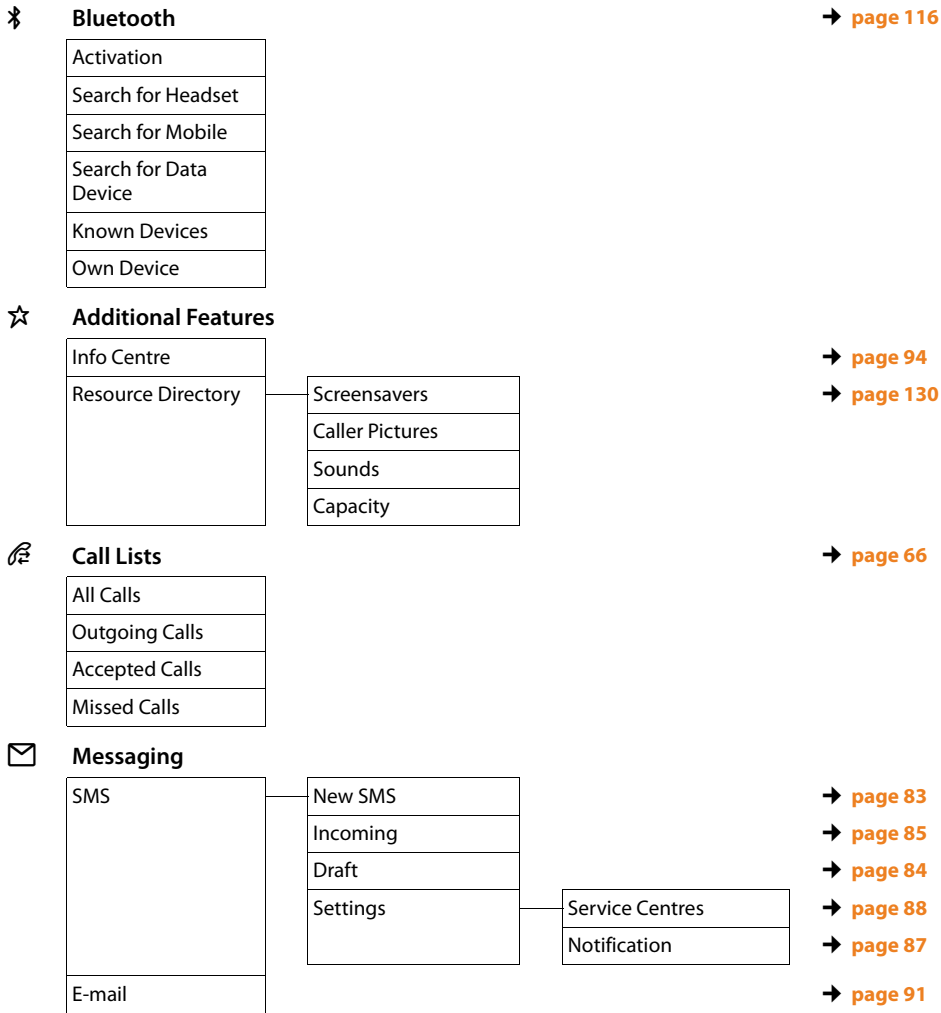 Bluetooth → page 116
Activation
Search for Headset
Search for Mobile
Search for Data
Device
Known Devices
Own Device
Additional Features
Info Centre → page 94
Resource Directory Screensavers → page 130
Caller Pictures
Sounds
Capacity
Call Lists → page 66
All Calls
Outgoing Calls
Accepted Calls
Missed Calls
Messaging
SMS New SMS → page 83
Incoming → page 85
Draft → page 84
Settings Service Centres → page 88
Notification → page 87
E-mail → page 91